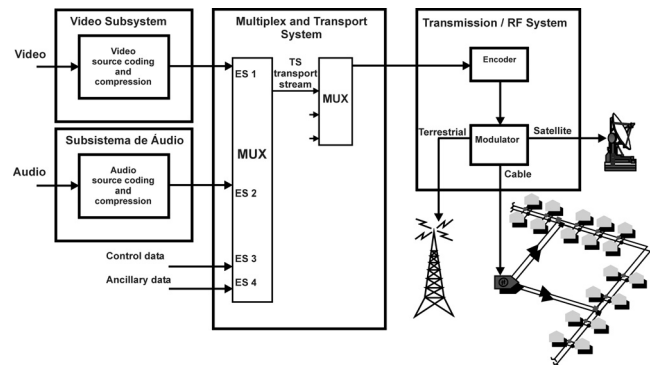 Video Subsystem
Video
Video
source coding
and
compression
Subsistema de Áudio
Audio
Audio
source coding
and
compression
Control data
Ancillary data
Multiplex and Transport
System
ES 1
MUX
ES 2
ES 3
ES 4
TS
transport
stream
MUX
Transmission / RF System
Encoder
Modulator
Terrestrial
Satellite
Cable